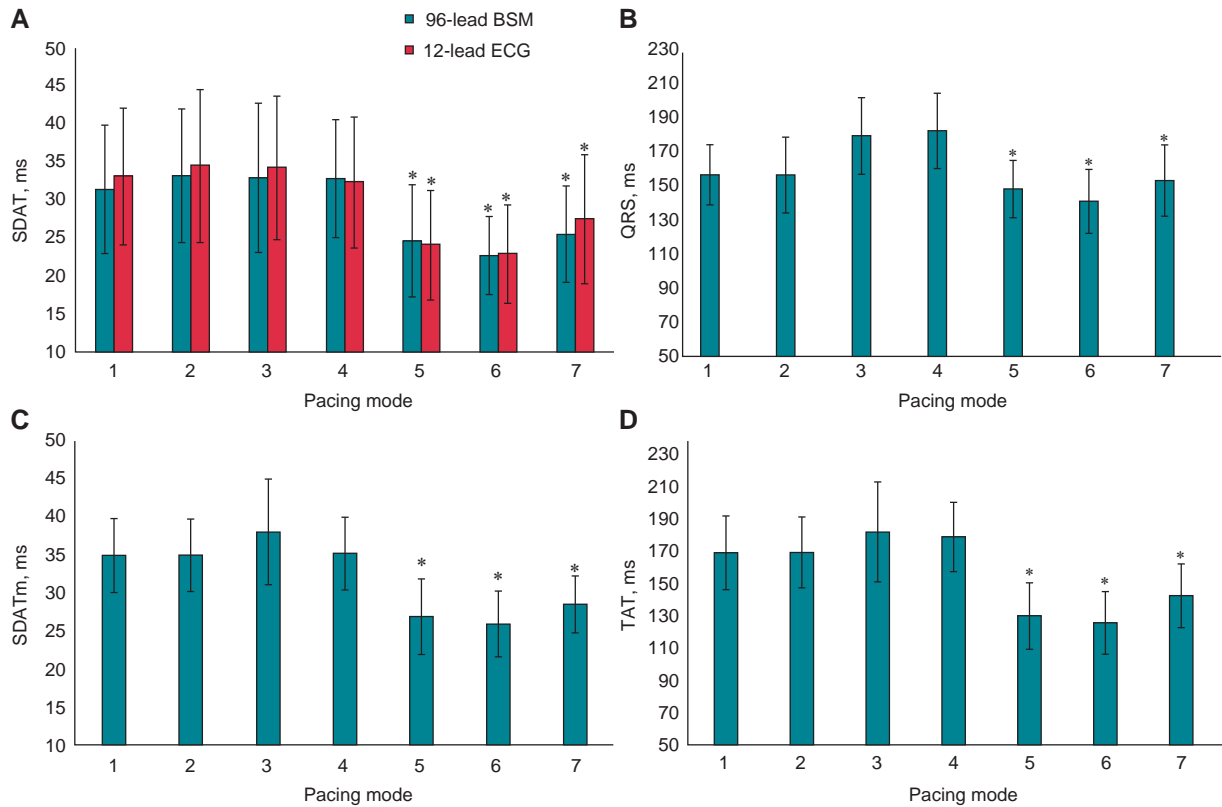 A
96-lead BSM
12-lead ECG
SDAT, ms
50
45
40
35
30
25
20
15
10
* * * * * *
1 2 3 4 5 6 7
Pacing mode
B
QRS, ms
230
210
190
170
150
130
110
90
70
50
* * *
1 2 3 4 5 6 7
Pacing mode
C
SDATm, ms
50
45
40
35
30
25
20
15
10
* * *
1 2 3 4 5 6 7
Pacing mode
D
TAT, ms
230
210
190
170
150
130
110
90
70
50
* * *
1 2 3 4 5 6 7
Pacing mode